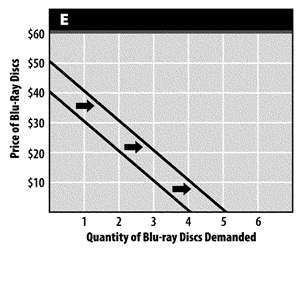 E
$60
$50
$40
$30
$20
$10
Price of Blu-Ray Discs
1 2 3 4 5 6
Quantity of Blu-ray Discs Demanded